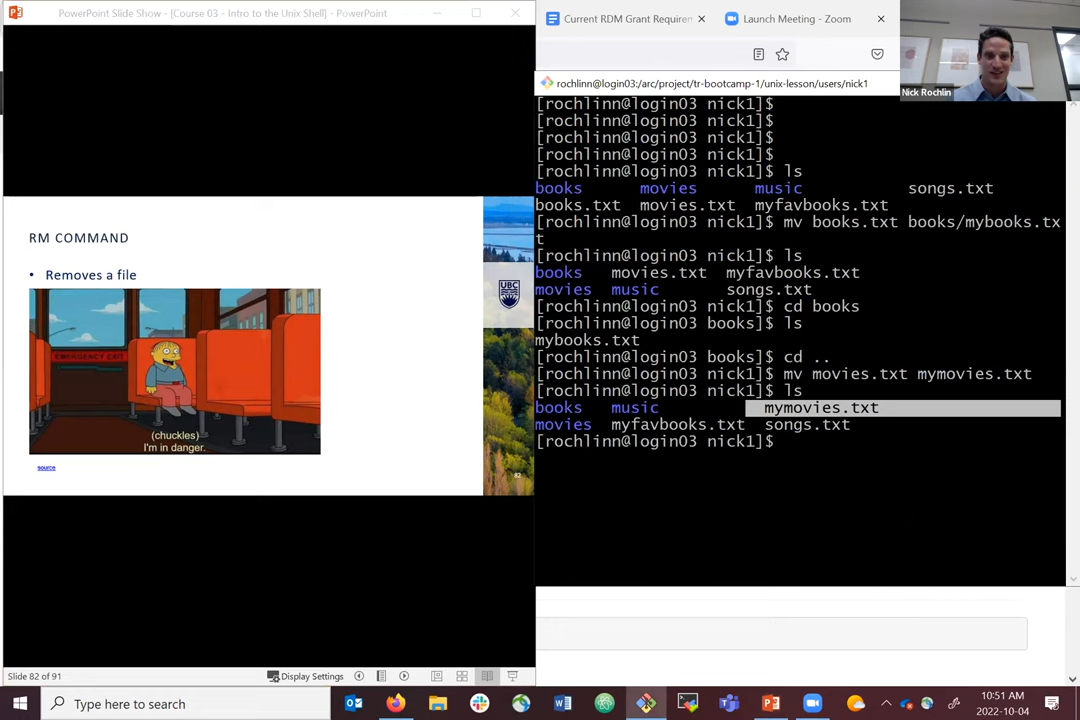 PowerPoint Slide Show - [Course 03 - Intro to the Unix Shell] - PowerPoint
Current RDM Grant Requirem
Launch Meeting - Zoom
rochlinn@login03:/arc/project/tr-bootcamp-1/unix-lesson/users/nick1
Nick Rochlin
RM COMMAND
• Removes a file
UBC
EMERGENCY EXIT
(chuckles)
I'm in danger.
source
82
[rochlinn@login03 nick1]$
[rochlinn@login03 nick1]$
[rochlinn@login03 nick1]$
[rochlinn@login03 nick1]$
[rochlinn@login03 nick1]$ ls
books movies music songs.txt
books.txt movies.txt myfavbooks.txt
[rochlinn@login03 nick1]$ mv books.txt books/mybooks.tx
t
[rochlinn@login03 nick1]$ ls
books movies.txt myfavbooks.txt
movies music songs.txt
[rochlinn@login03 nick1]$ cd books
[rochlinn@login03 books]$ ls
mybooks.txt
[rochlinn@login03 books]$ cd ..
[rochlinn@login03 nick1]$ mv movies.txt mymovies.txt
[rochlinn@login03 nick1]$ ls
books music mymovies.txt
movies myfavbooks.txt songs.txt
[rochlinn@login03 nick1]$
Slide 82 of 91
Display Settings
Type here to search
10:51 AM
2022-10-04